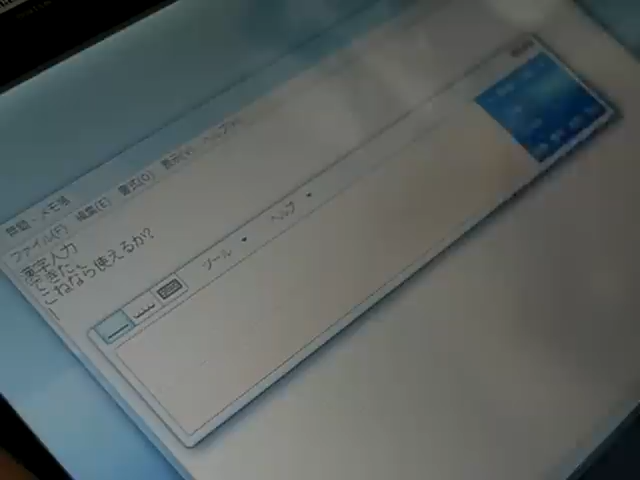 無題 - メモ帳
ファイル(F) 編集(E) 書式(O) 表示(V) ヘルプ(H)
漢字入力
できた、
こねなら使えるか?
ツール
ヘルプ